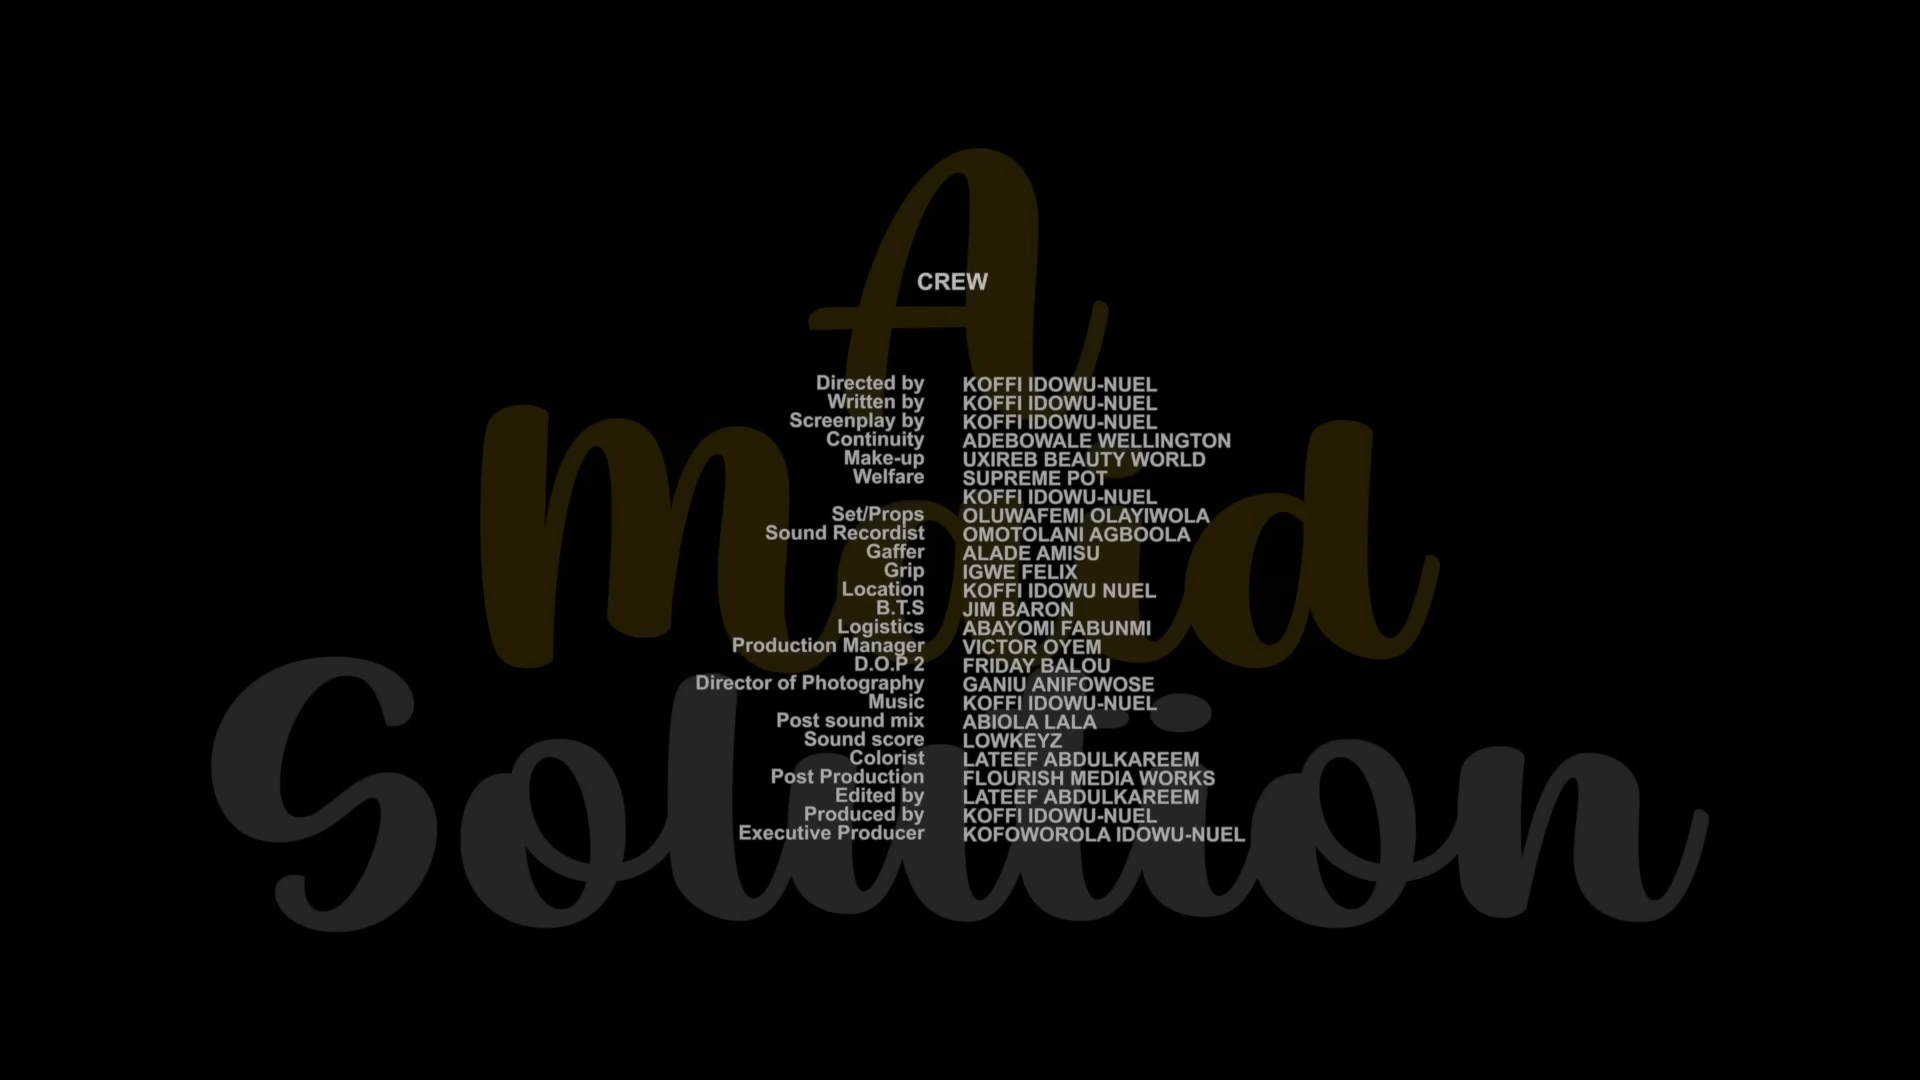 A
Maid
Solution
CREW
Directed by KOFFI IDOWU-NUEL
Written by KOFFI IDOWU-NUEL
Screenplay by KOFFI IDOWU-NUEL
Continuity ADEBOWALE WELLINGTON
Make-up UXIREB BEAUTY WORLD
Welfare SUPREME POT
KOFFI IDOWU-NUEL
Set/Props OLUWAFEMI OLAYIWOLA
Sound Recordist OMOTOLANI AGBOOLA
Gaffer ALADE AMISU
Grip IGWE FELIX
Location KOFFI IDOWU NUEL
B.T.S JIM BARON
Logistics ABAYOMI FABUNMI
Production Manager VICTOR OYEM
D.O.P 2 FRIDAY BALOU
Director of Photography GANIU ANIFOWOSE
Music KOFFI IDOWU-NUEL
Post sound mix ABIOLA LALA
Sound score LOWKEYZ
Colorist LATEEF ABDULKAREEM
Post Production FLOURISH MEDIA WORKS
Edited by LATEEF ABDULKAREEM
Produced by KOFFI IDOWU-NUEL
Executive Producer KOFOWOROLA IDOWU-NUEL